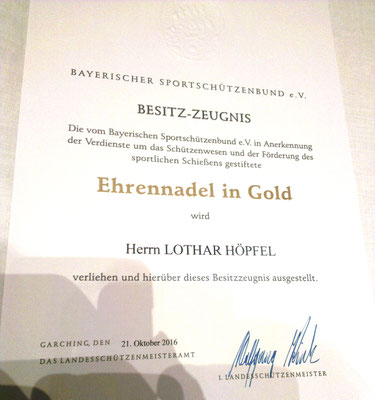 BAYERISCHER SPORTSCHÜTZENBUND e.V.
BESITZ-ZEUGNIS
Die vom Bayerischen Sportschützenbund e.V. in Anerkennung
der Verdienste um das Schützenwesen und der Förderung des
sportlichen Schießens gestiftete
Ehrennadel in Gold
wird
Herrn LOTHAR HÖPFEL
verliehen und hierüber dieses Besitzzeugnis ausgestellt.
GARCHING, DEN 21. Oktober 2016
DAS LANDESSCHÜTZENMEISTERAMT
Wolfgang Kink
1. LANDESSCHÜTZENMEISTER